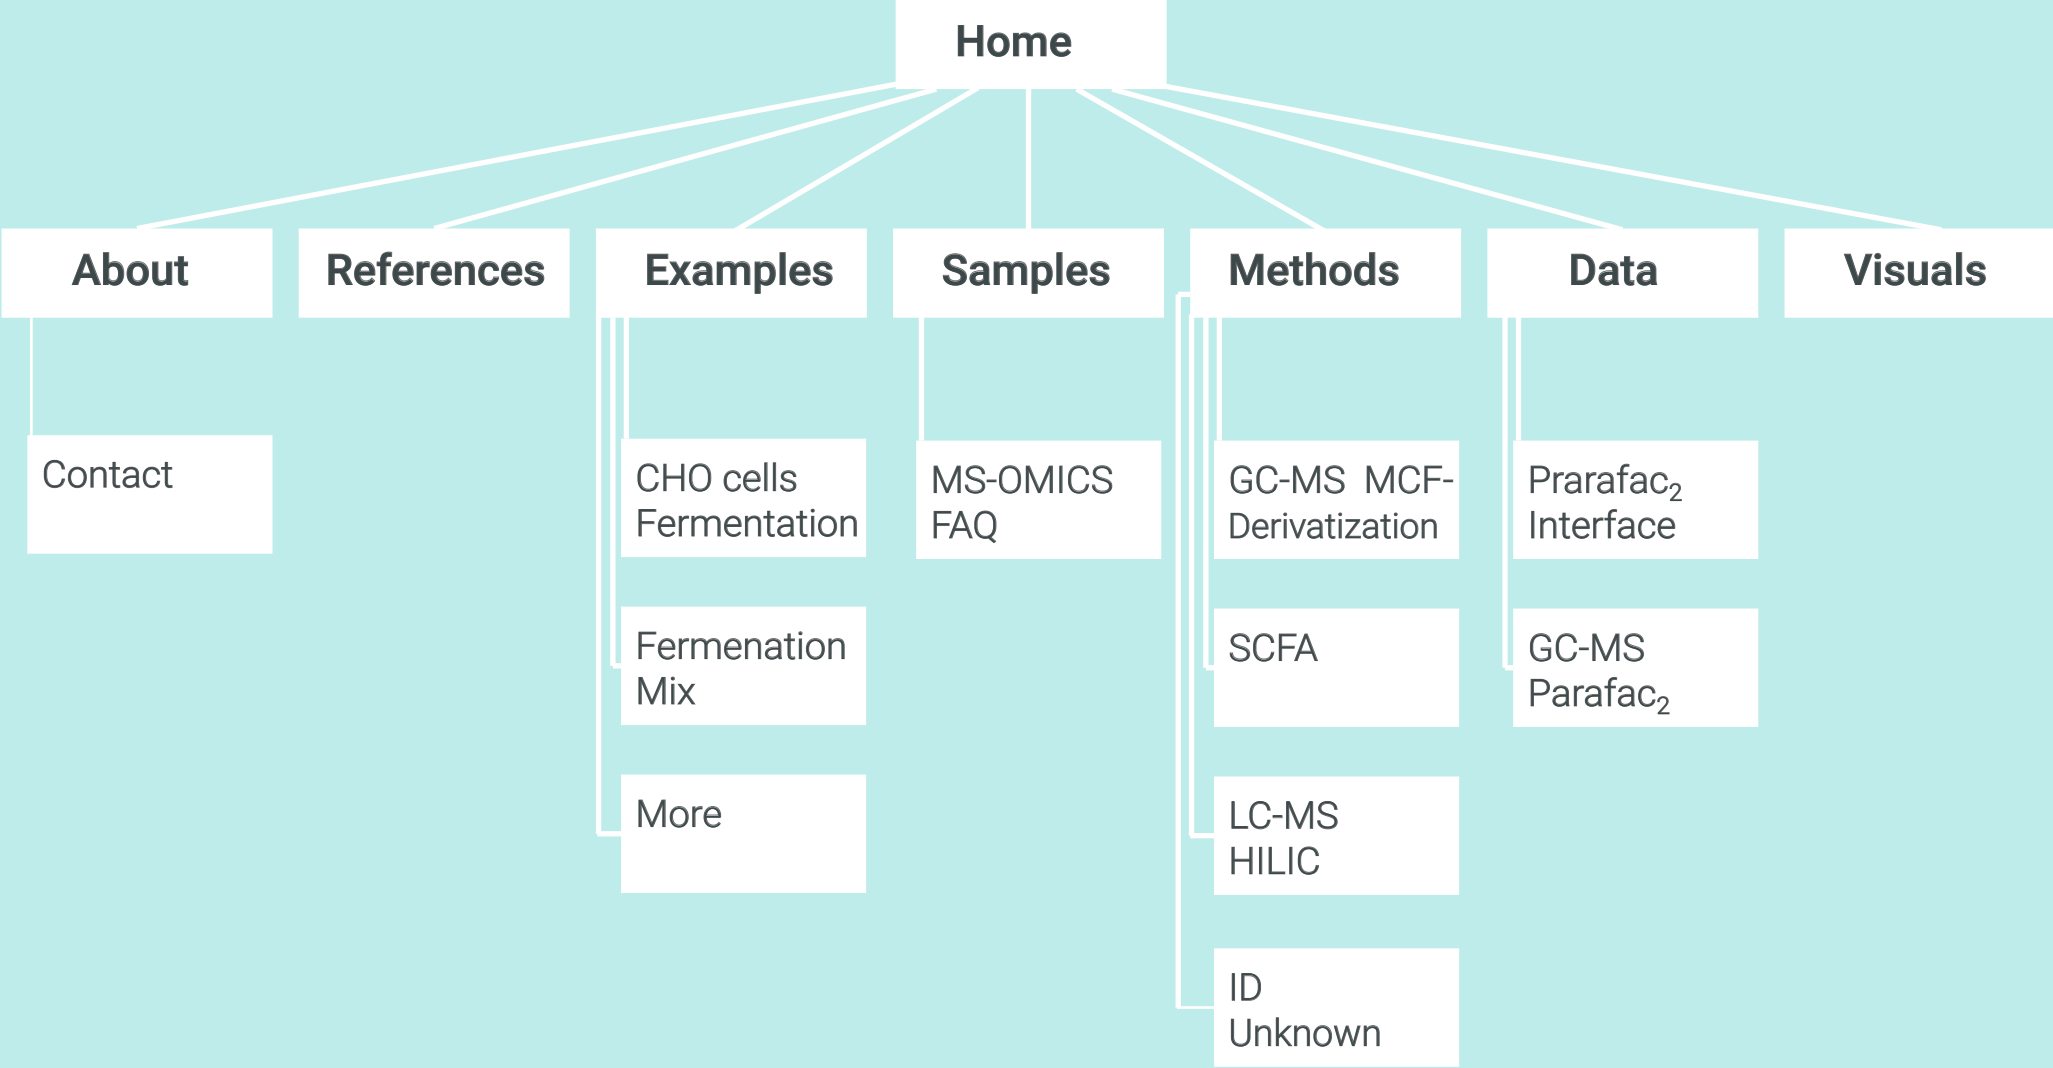 Home
About
References
Examples
Samples
Methods
Data
Visuals
Contact
CHO cells
Fermentation
Fermenation
Mix
More
MS-OMICS
FAQ
GC-MS MCF-
Derivatization
SCFA
LC-MS
HILIC
ID
Unknown
Prarafac₂
Interface
GC-MS
Parafac₂